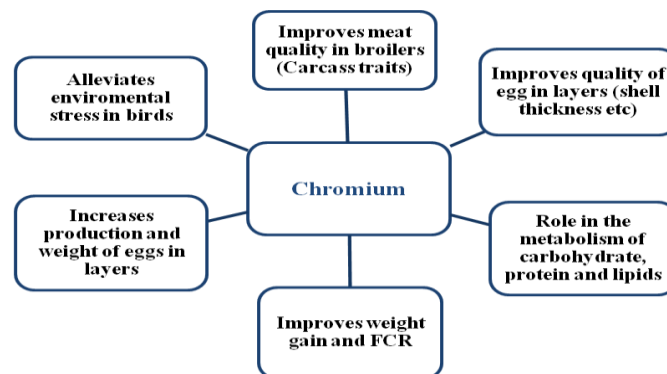 Improves meat
quality in broilers
(Carcass traits)
Alleviates
enviromental
stress in birds
Improves quality of
egg in layers (shell
thickness etc)
Chromium
Increases
production and
weight of eggs in
layers
Role in the
metabolism of
carbohydrate,
protein and lipids
Improves weight
gain and FCR